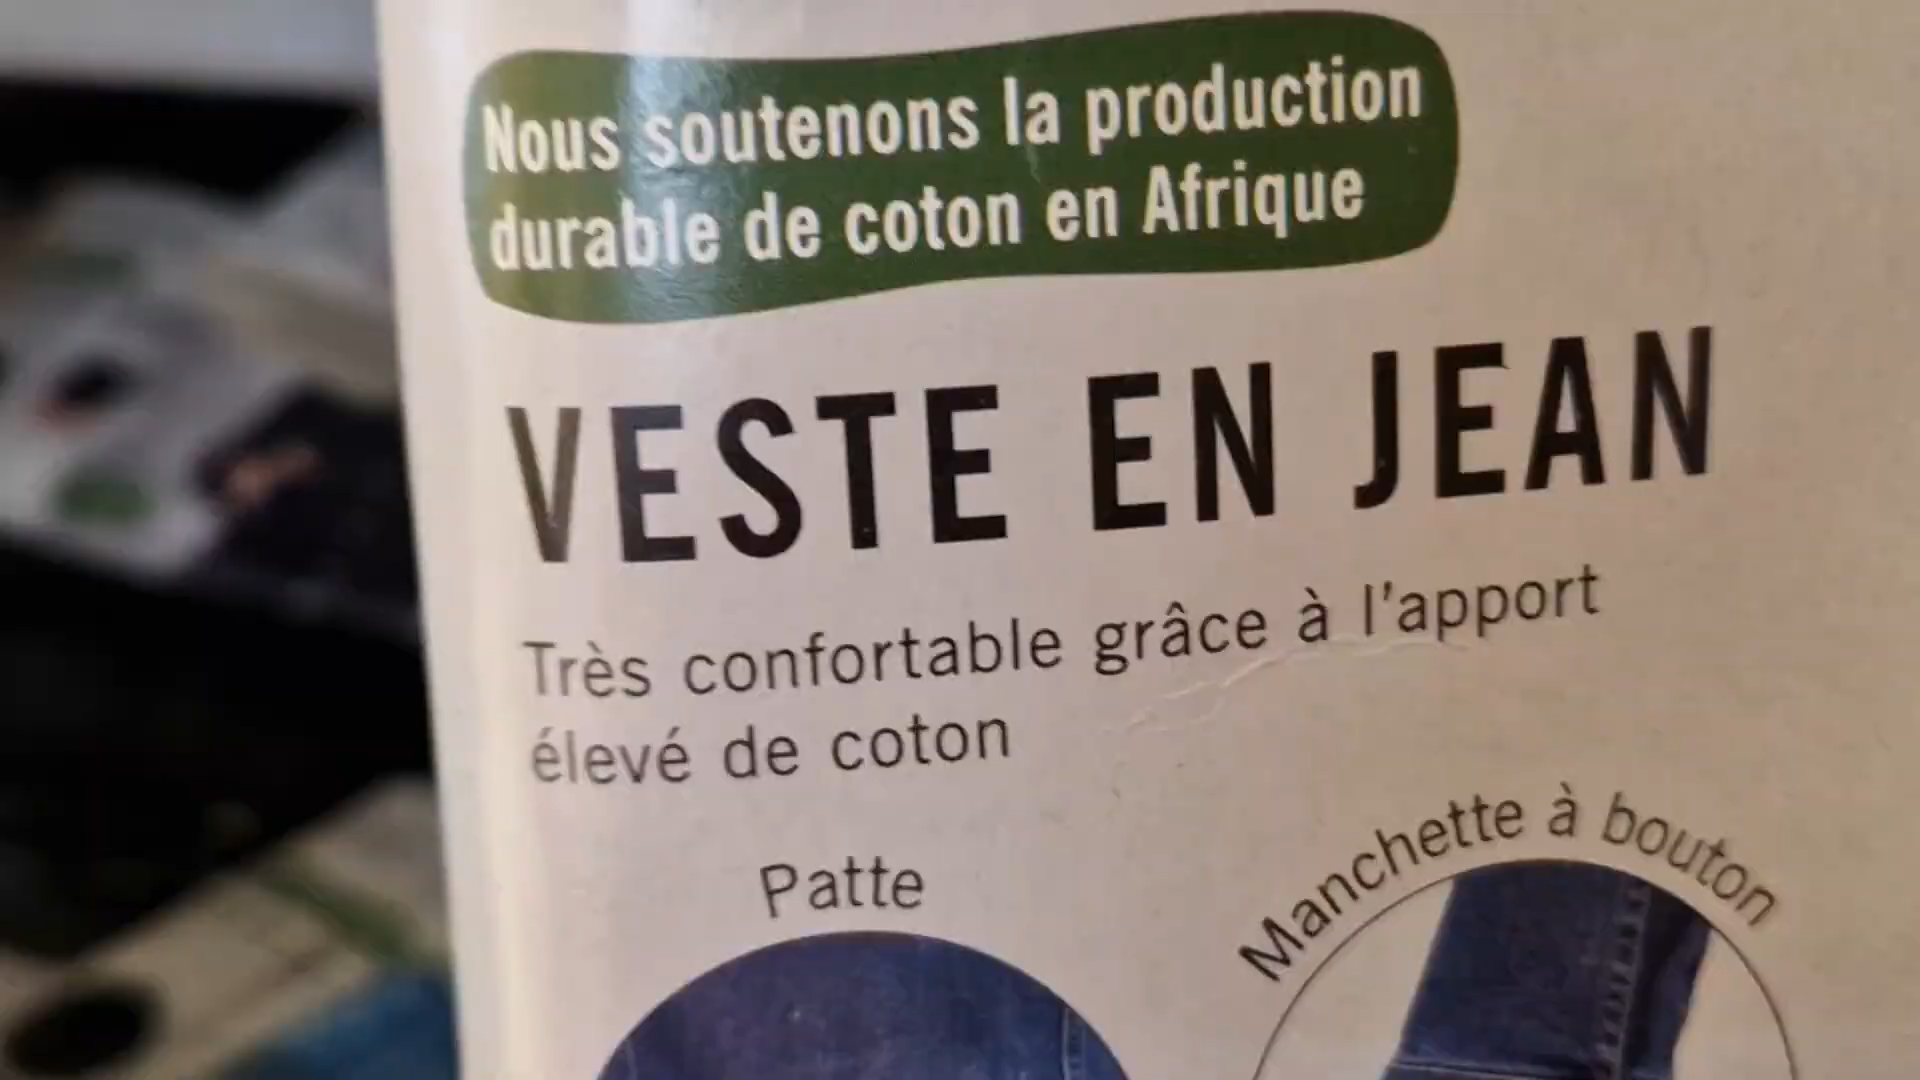 Nous soutenons la production
durable de coton en Afrique
VESTE EN JEAN
Très confortable grâce à l'apport
élevé de coton
Patte
Manchette à bouton